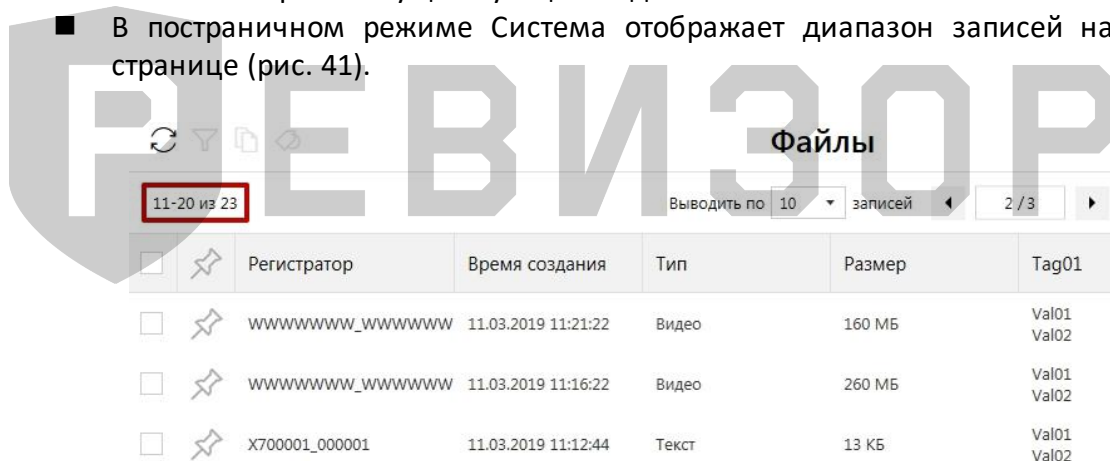 ■ В постраничном режиме Система отображает диапазон записей на
странице (рис. 41).
РЕВИЗОР
Файлы
11-20 из 23 Выводить по 10 записей 2 / 3
Регистратор Время создания Тип Размер Tag01
WWWWWWW_WWWWWW 11.03.2019 11:21:22 Видео 160 МБ Val01
Val02
WWWWWWW_WWWWWW 11.03.2019 11:16:22 Видео 260 МБ Val01
Val02
X700001_000001 11.03.2019 11:12:44 Текст 13 КБ Val01
Val02